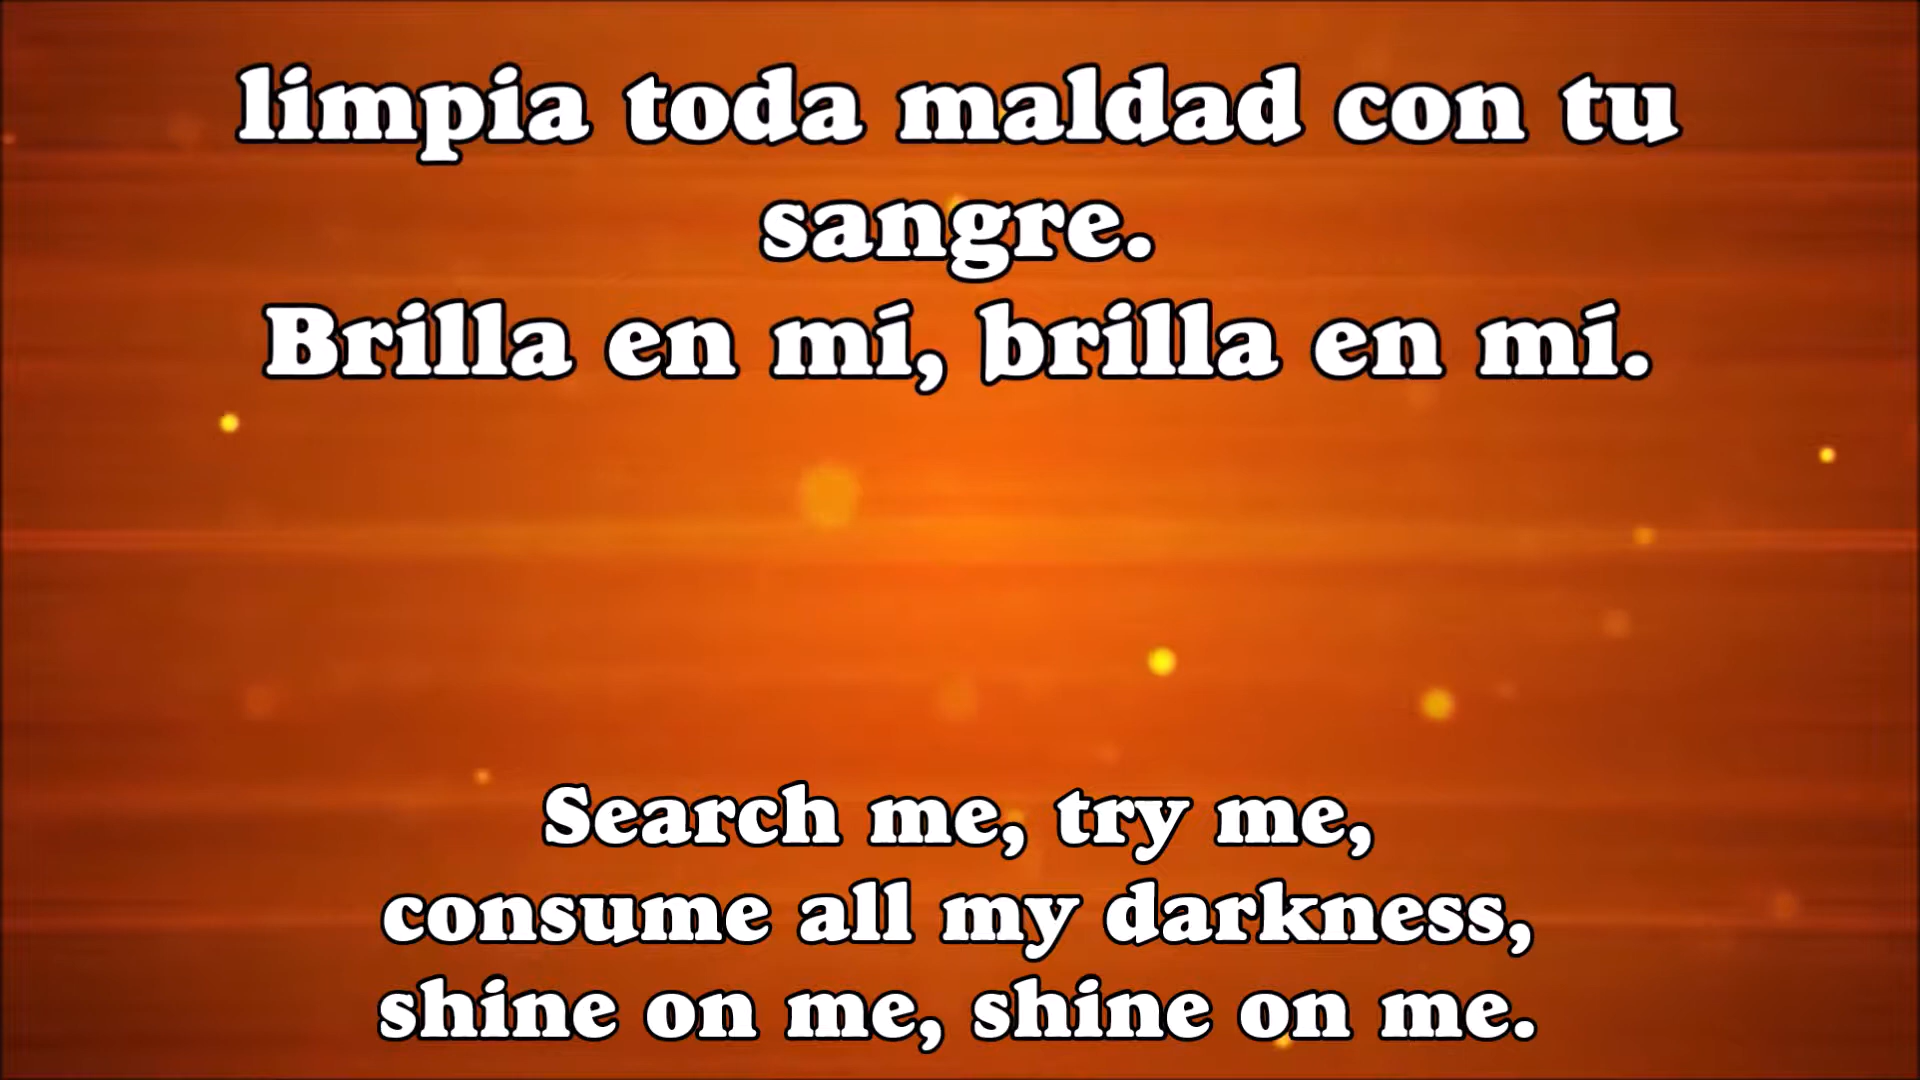 limpia toda maldad con tu
sangre.
Brilla en mí, brilla en mí.
Search me, try me,
consume all my darkness,
shine on me, shine on me.